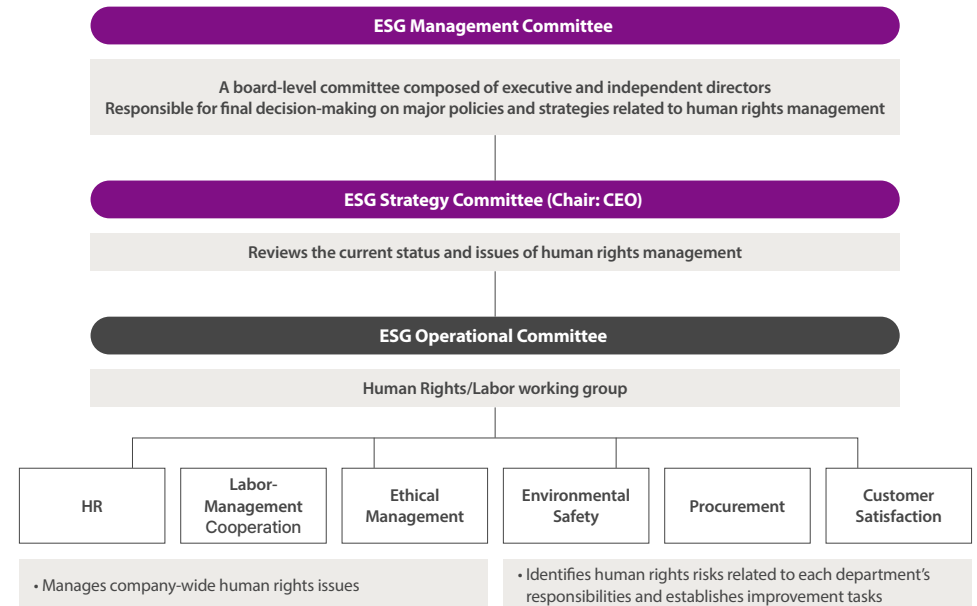 ESG Management Committee
A board-level committee composed of executive and independent directors
Responsible for final decision-making on major policies and strategies related to human rights management
ESG Strategy Committee (Chair: CEO)
Reviews the current status and issues of human rights management
ESG Operational Committee
Human Rights/Labor working group
HR
Labor-
Management
Cooperation
Ethical
Management
Environmental
Safety
Procurement
Customer
Satisfaction
• Manages company-wide human rights issues
• Identifies human rights risks related to each department’s
responsibilities and establishes improvement tasks